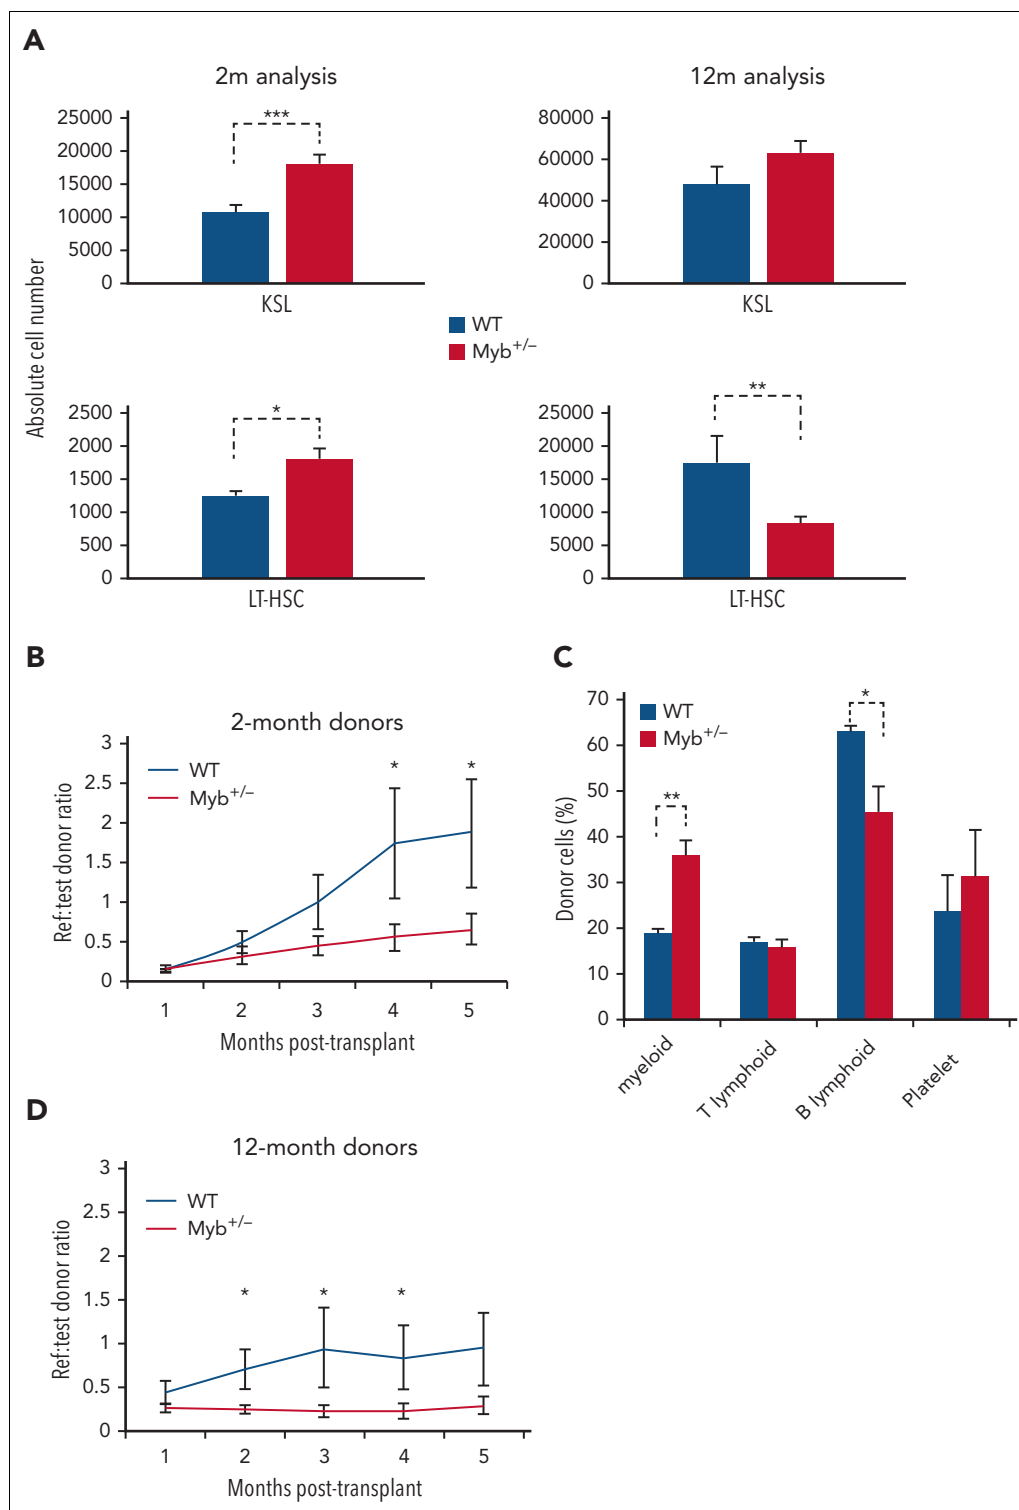 A
2m analysis
12m analysis
Absolute cell number
25000
20000
15000
10000
5000
0
***
KSL
80000
60000
40000
20000
0
KSL
WT
Myb+/–
2500
2000
1500
1000
500
0
*
LT-HSC
25000
20000
15000
10000
5000
0
**
LT-HSC
B
2-month donors
Ref:test donor ratio
3
2.5
2
1.5
1
0.5
0
WT
Myb+/–
* *
1 2 3 4 5
Months post-transplant
C
Donor cells (%)
70
60
50
40
30
20
10
0
WT
Myb+/–
**
*
myeloid
T lymphoid
B lymphoid
Platelet
D
12-month donors
Ref:test donor ratio
3
2.5
2
1.5
1
0.5
0
WT
Myb+/–
* * *
1 2 3 4 5
Months post-transplant